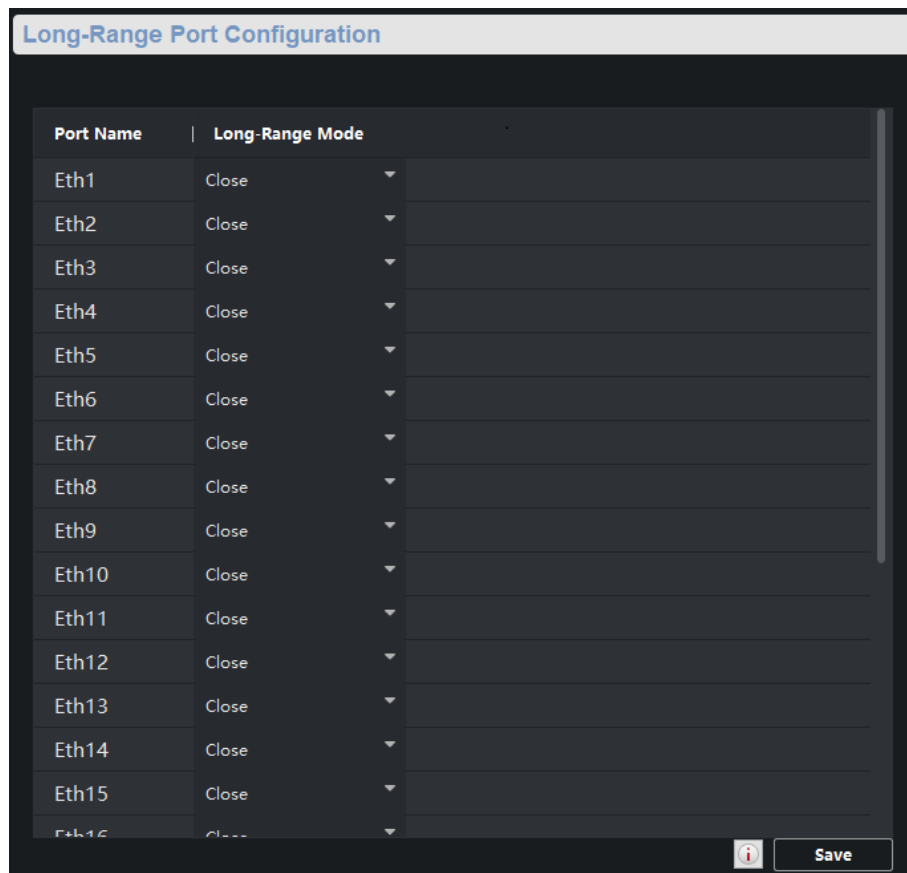 Long-Range Port Configuration
Port Name | Long-Range Mode
Eth1 Close
Eth2 Close
Eth3 Close
Eth4 Close
Eth5 Close
Eth6 Close
Eth7 Close
Eth8 Close
Eth9 Close
Eth10 Close
Eth11 Close
Eth12 Close
Eth13 Close
Eth14 Close
Eth15 Close
Eth16 Close
i Save